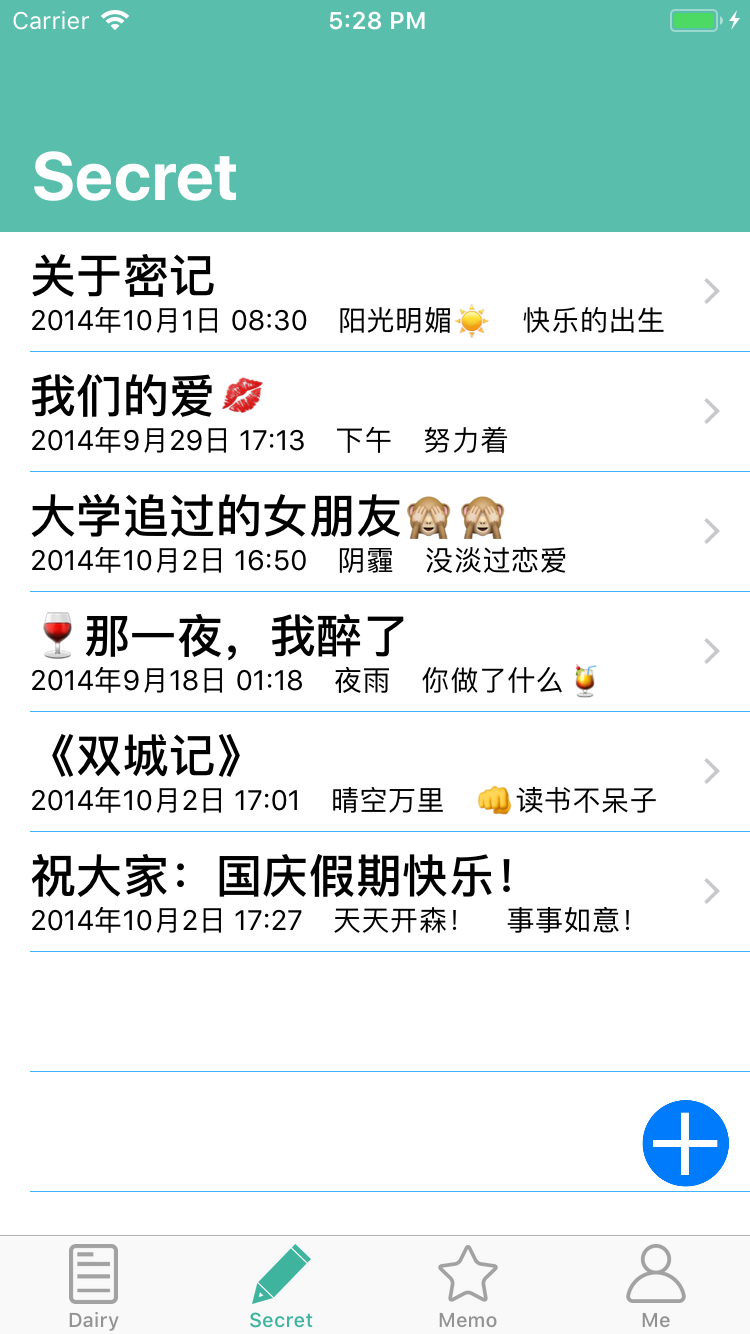 Carrier 5:28 PM
Secret
关于密记
2014年10月1日 08:30 阳光明媚☀️ 快乐的出生
我们的爱💋
2014年9月29日 17:13 下午 努力着
大学追过的女朋友🙈🙈
2014年10月2日 16:50 阴霾 没淡过恋爱
🍷那一夜，我醉了
2014年9月18日 01:18 夜雨 你做了什么🍹
《双城记》
2014年10月2日 17:01 晴空万里 👊读书不呆子
祝大家：国庆假期快乐！
2014年10月2日 17:27 天天开森！ 事事如意！
Dairy Secret Memo Me